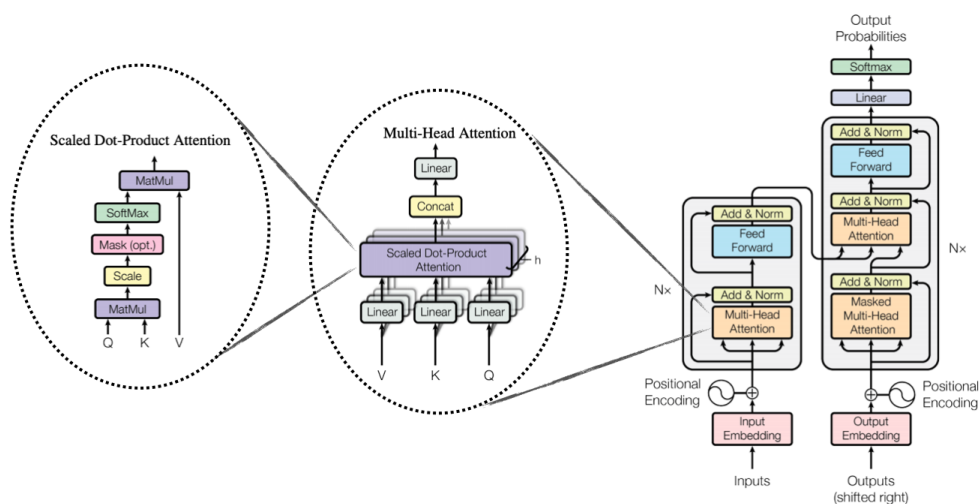 Scaled Dot-Product Attention
MatMul
SoftMax
Mask (opt.)
Scale
MatMul
Q K V
Multi-Head Attention
Linear
Concat
Scaled Dot-Product
Attention
h
Linear Linear Linear
V K Q
Add & Norm
Feed
Forward
N×
Add & Norm
Multi-Head
Attention
Positional
Encoding
Input
Embedding
Inputs
Output
Probabilities
Softmax
Linear
Add & Norm
Feed
Forward
Add & Norm
Multi-Head
Attention
N×
Add & Norm
Masked
Multi-Head
Attention
Positional
Encoding
Output
Embedding
Outputs
(shifted right)